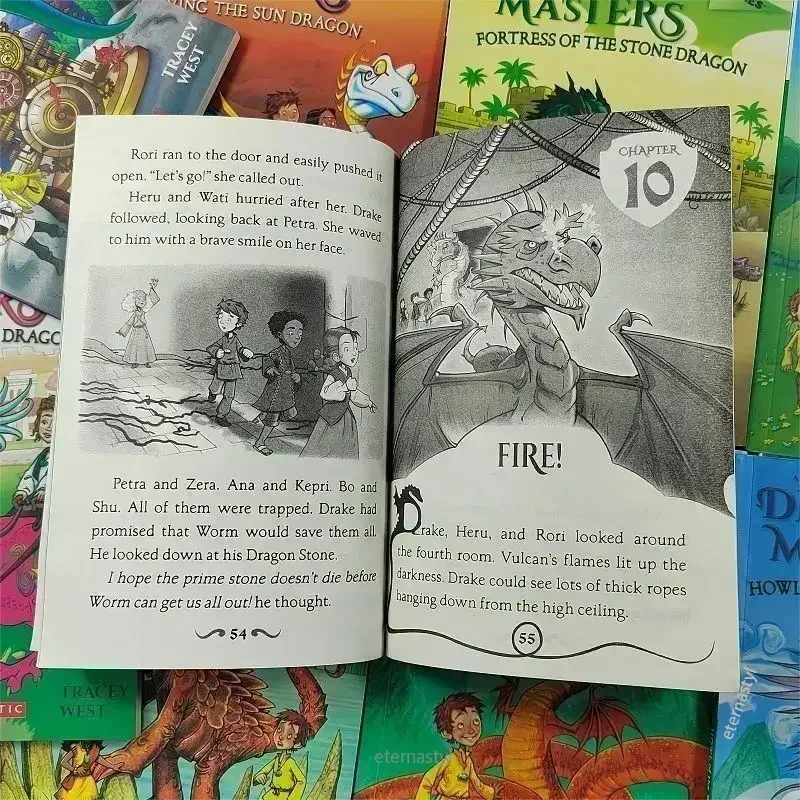 VING THE SUN DRAGON
TRACEY
WEST
MASTERS
FORTRESS OF THE STONE DRAGON
Rori ran to the door and easily pushed it
open. “Let’s go!” she called out.
Heru and Wati hurried after her. Drake
followed, looking back at Petra. She waved
to him with a brave smile on her face.
Petra and Zera. Ana and Kepri. Bo and
Shu. All of them were trapped. Drake had
promised that Worm would save them all.
He looked down at his Dragon Stone.
I hope the prime stone doesn’t die before
Worm can get us all out! he thought.
54
CHAPTER
10
FIRE!
Drake, Heru, and Rori looked around
the fourth room. Vulcan’s flames lit up the
darkness. Drake could see lots of thick ropes
hanging down from the high ceiling.
55
DRAGO
D
M
HOWL
TIC
TRACEY
WEST
eternastyl
eternastyl